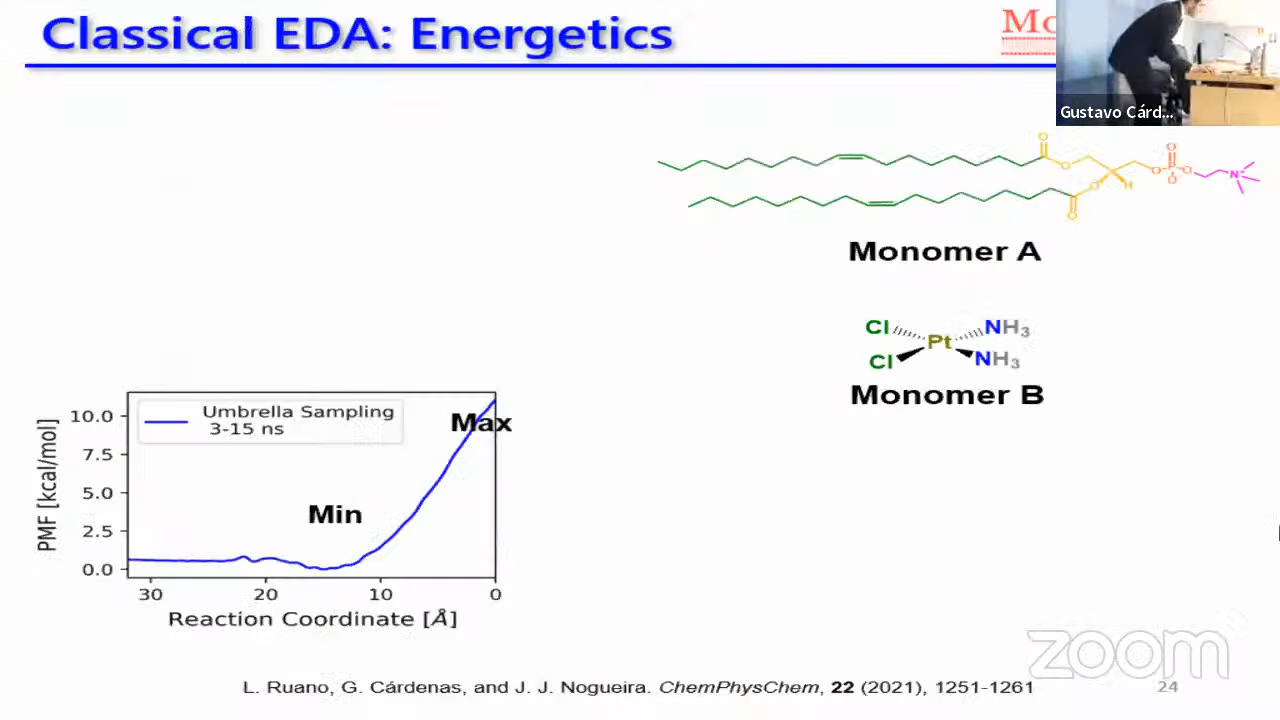 Classical EDA: Energetics
Mo
Gustavo Cárd...
O
O
O
H
O
O
O
P
O
O
N+
Monomer A
Cl
NH3
Pt
Cl
NH3
Monomer B
Umbrella Sampling
3-15 ns
Max
Min
10.0
7.5
5.0
2.5
0.0
PMF [kcal/mol]
30
20
10
0
Reaction Coordinate [Å]
zoom
L. Ruano, G. Cárdenas, and J. J. Nogueira. ChemPhysChem, 22 (2021), 1251-1261
24